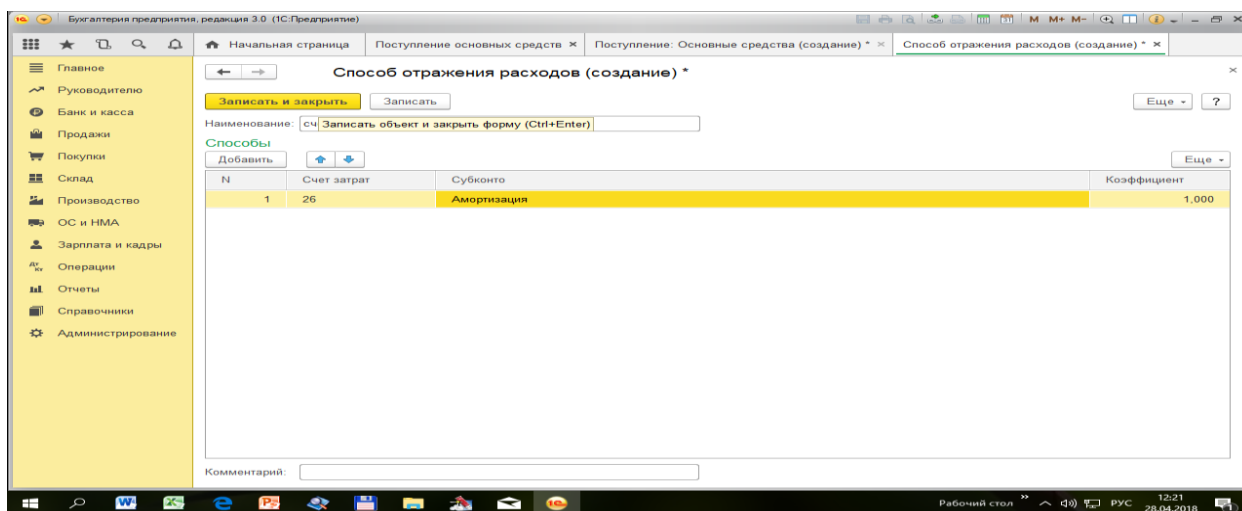 Бухгалтерия предприятия, редакция 3.0 (1С:Предприятие)
M M+ M-
Начальная страница
Поступление основных средств ×
Поступление: Основные средства (создание) * ×
Способ отражения расходов (создание) * ×
Главное
Руководителю
Банк и касса
Продажи
Покупки
Склад
Производство
ОС и НМА
Зарплата и кадры
Операции
Отчеты
Справочники
Администрирование
Способ отражения расходов (создание) *
Записать и закрыть
Записать
Еще
?
Наименование: сч Записать объект и закрыть форму (Ctrl+Enter)
Способы
Добавить
Еще
N Счет затрат Субконто Коэффициент
1 26 Амортизация 1,000
Комментарий:
Рабочий стол
РУС
12:21
28.04.2018